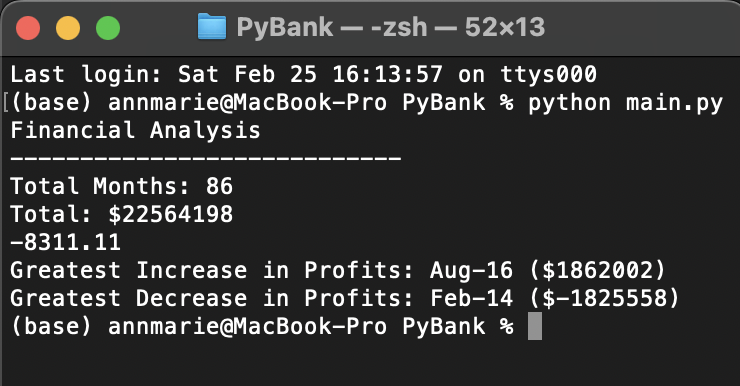 PyBank — -zsh — 52×13
Last login: Sat Feb 25 16:13:57 on ttys000
[(base) annmarie@MacBook-Pro PyBank % python main.py
Financial Analysis
----------------------------
Total Months: 86
Total: $22564198
-8311.11
Greatest Increase in Profits: Aug-16 ($1862002)
Greatest Decrease in Profits: Feb-14 ($-1825558)
(base) annmarie@MacBook-Pro PyBank %